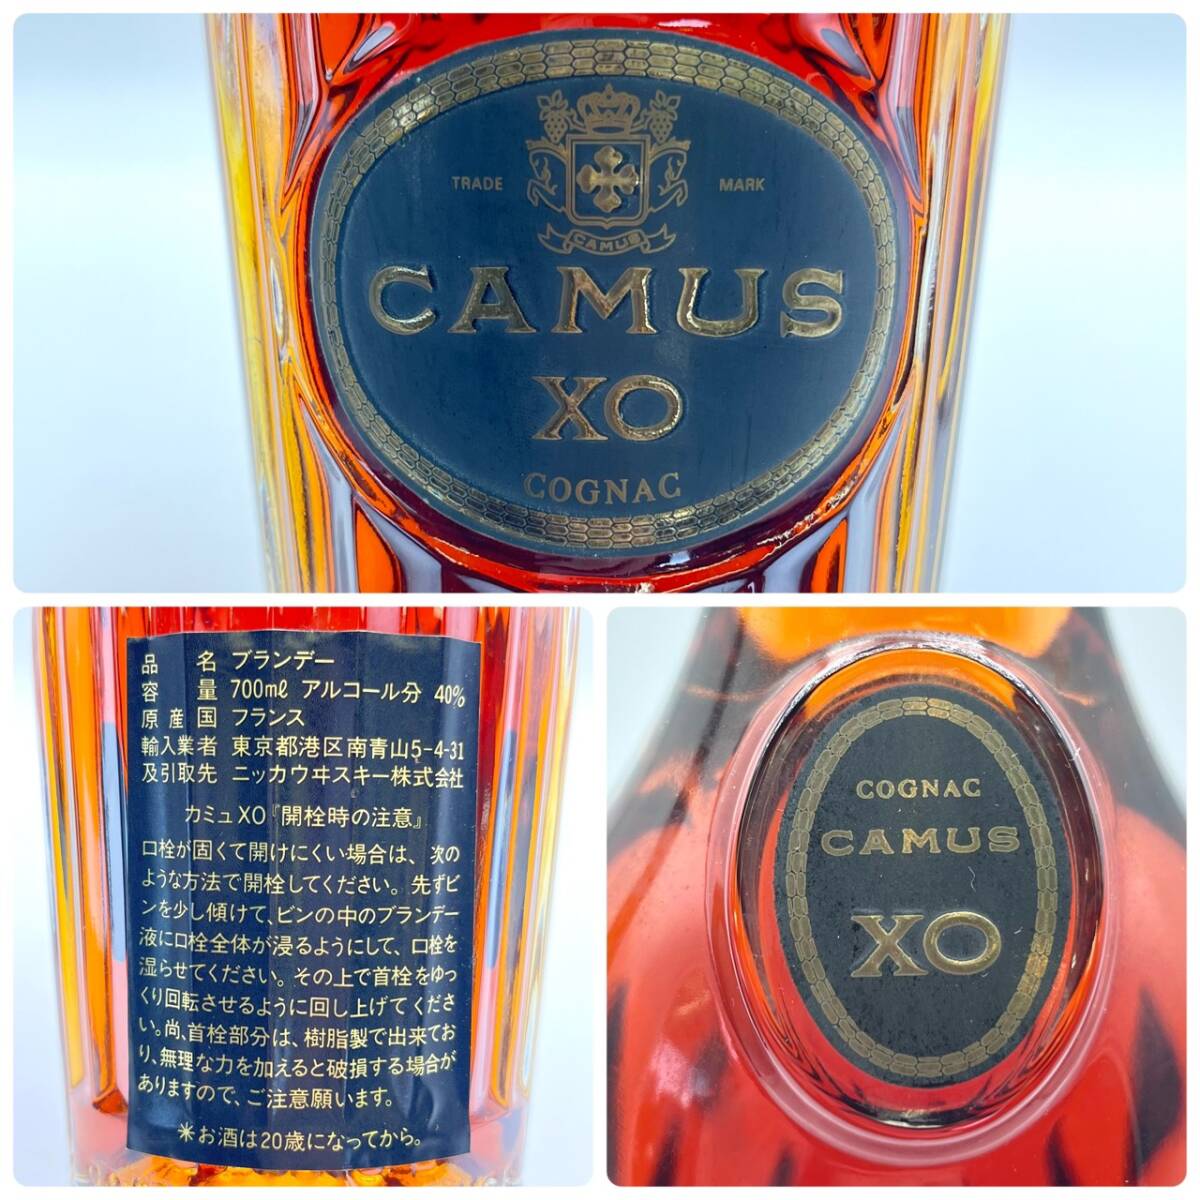 TRADE MARK
CAMUS
CAMUS
XO
COGNAC
品名 ブランデー
容量 700mℓ アルコール分 40%
原産国 フランス
輸入業者 東京都港区南青山5-4-31
及引取先 ニッカウヰスキー株式会社
カミュXO『開栓時の注意』
口栓が固くて開けにくい場合は、次の
ような方法で開栓してください。先ずビ
ンを少し傾けて、ビンの中のブランデー
液に口栓全体が浸るようにして、口栓を
湿らせてください。その上で首栓をゆっ
くり回転させるように回し上げてくださ
い。尚、首栓部分は、樹脂製で出来てお
り、無理な力を加えると破損する場合が
ありますので、ご注意願います。
＊お酒は20歳になってから。
COGNAC
CAMUS
XO